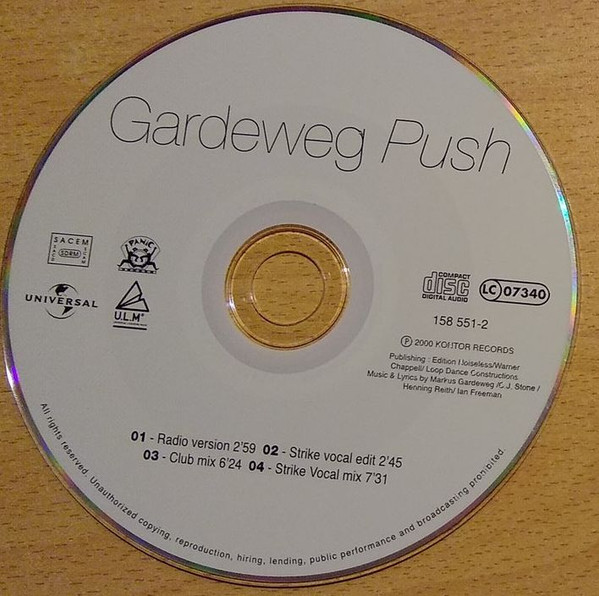 Gardeweg Push
SACEM
SDRM
PANIC
RECORDS
UNIVERSAL
U.L.M
COMPACT
disc
DIGITAL AUDIO
LC 07340
158 551-2
℗ 2000 KONTOR RECORDS
Publishing : Edition Noiseless/Warner
Chappell/ Loop Dance Constructions
Music & Lyrics by Markus Gardeweg /C.J. Stone /
Henning Reith/ Ian Freeman
01 - Radio version 2'59 02 - Strike vocal edit 2'45
03 - Club mix 6'24 04 - Strike Vocal mix 7'31
All rights reserved. Unauthorized copying, reproduction, hiring, lending, public performance and broadcasting prohibited.